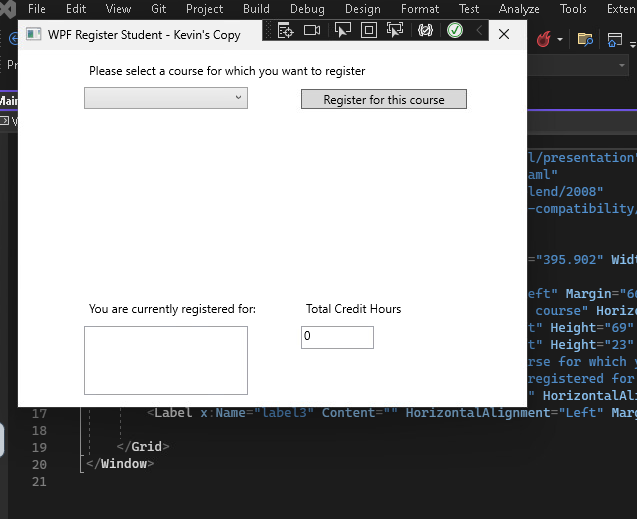 File Edit View Git Project Build Debug Test Analyze Tools Exten
WPF Register Student - Kevin's Copy
Please select a course for which you want to register
Register for this course
l/presentation"
aml"
lend/2008"
-compatibility/
="395.902" Widt
eft" Margin="60
course" Horizo
t" Height="69"
t" Height="23"
rse for which y
registered for
" HorizontalAli
You are currently registered for:
Total Credit Hours
0
17 <Label x:Name="label3" Content="" HorizontalAlignment="Left" Marg
18
19 </Grid>
20 </Window>
21